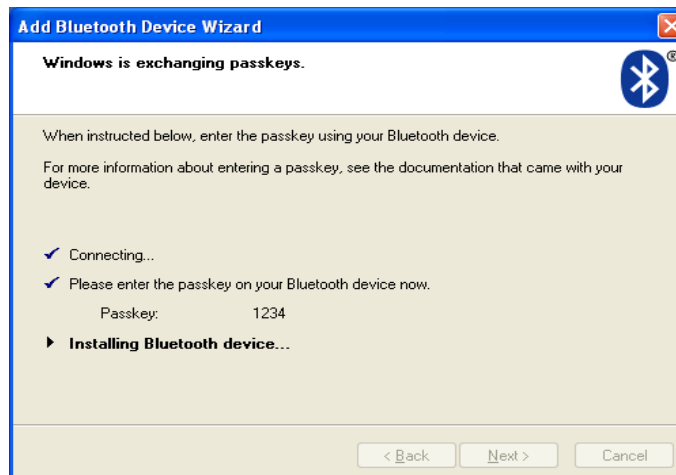 Add Bluetooth Device Wizard
Windows is exchanging passkeys.
®
When instructed below, enter the passkey using your Bluetooth device.
For more information about entering a passkey, see the documentation that came with your
device.
Connecting...
Please enter the passkey on your Bluetooth device now.
Passkey: 1234
Installing Bluetooth device...
< Back Next > Cancel